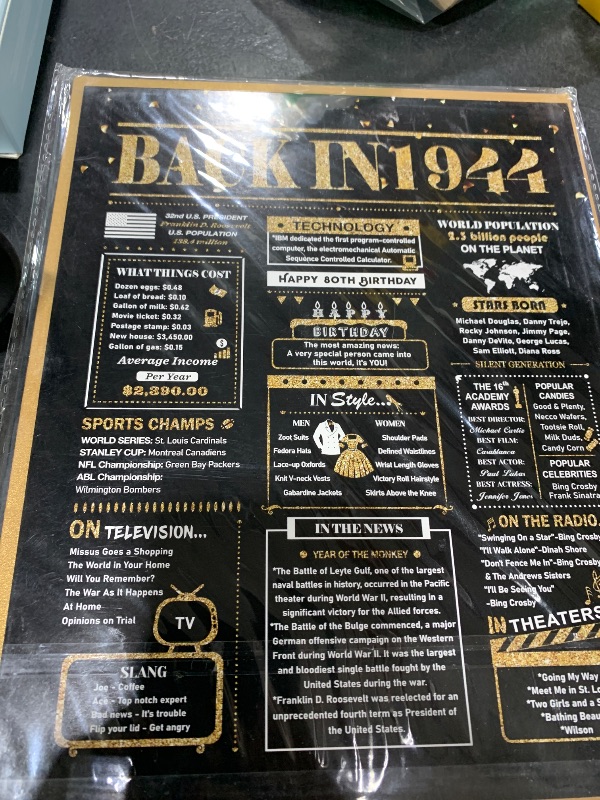 BACK IN 1944
32nd U.S. PRESIDENT
Franklin D. Roosevelt
U.S. POPULATION
138.4 million
WHAT THINGS COST
Dozen eggs: $0.48
Loaf of bread: $0.10
Gallon of milk: $0.62
Movie ticket: $0.32
Postage stamp: $0.03
New house: $3,450.00
Gallon of gas: $0.15
Average Income
Per Year
$2,390.00
SPORTS CHAMPS
WORLD SERIES: St. Louis Cardinals
STANLEY CUP: Montreal Canadiens
NFL Championship: Green Bay Packers
ABL Championship:
Wilmington Bombers
ON TELEVISION...
Missus Goes a Shopping
The World in Your Home
Will You Remember?
The War As It Happens
At Home
Opinions on Trial
TV
SLANG
Joe - Coffee
Ace - Top notch expert
Bad news - It's trouble
Flip your lid - Get angry
TECHNOLOGY
*IBM dedicated the first program-controlled
computer, the electromechanical Automatic
Sequence Controlled Calculator.
HAPPY 80TH BIRTHDAY
HAPPY
BIRTHDAY
The most amazing news:
A very special person came into
this world, it's YOU!
IN Style...
MEN
Zoot Suits
Fedora Hats
Lace-up Oxfords
Knit V-neck Vests
Gabardine Jackets
WOMEN
Shoulder Pads
Defined Waistlines
Wrist Length Gloves
Victory Roll Hairstyle
Skirts Above the Knee
IN THE NEWS
YEAR OF THE MONKEY
*The Battle of Leyte Gulf, one of the largest
naval battles in history, occurred in the Pacific
theater during World War II, resulting in a
significant victory for the Allied forces.
*The Battle of the Bulge commenced, a major
German offensive campaign on the Western
Front during World War II. It was the largest
and bloodiest single battle fought by the
United States during the war.
*Franklin D. Roosevelt was reelected for an
unprecedented fourth term as President of
the United States.
WORLD POPULATION
2.3 billion people
ON THE PLANET
STARS BORN
Michael Douglas, Danny Trejo,
Rocky Johnson, Jimmy Page,
Danny DeVito, George Lucas,
Sam Elliott, Diana Ross
SILENT GENERATION
THE 16th
ACADEMY
AWARDS
BEST DIRECTOR:
Michael Curtiz
BEST FILM:
Casablanca
BEST ACTOR:
Paul Lukas
BEST ACTRESS:
Jennifer Jones
POPULAR
CANDIES
Good & Plenty,
Necco Wafers,
Tootsie Roll,
Milk Duds,
Candy Corn
POPULAR
CELEBRITIES
Bing Crosby
Frank Sinatra
ON THE RADIO
"Swinging On a Star"-Bing Crosby
"I'll Walk Alone"-Dinah Shore
"Don't Fence Me In"-Bing Crosby
& The Andrews Sisters
"I'll Be Seeing You"
-Bing Crosby
IN THEATERS
*Going My Way
*Meet Me in St. Lo
*Two Girls and a S
*Bathing Beau
*Wilson